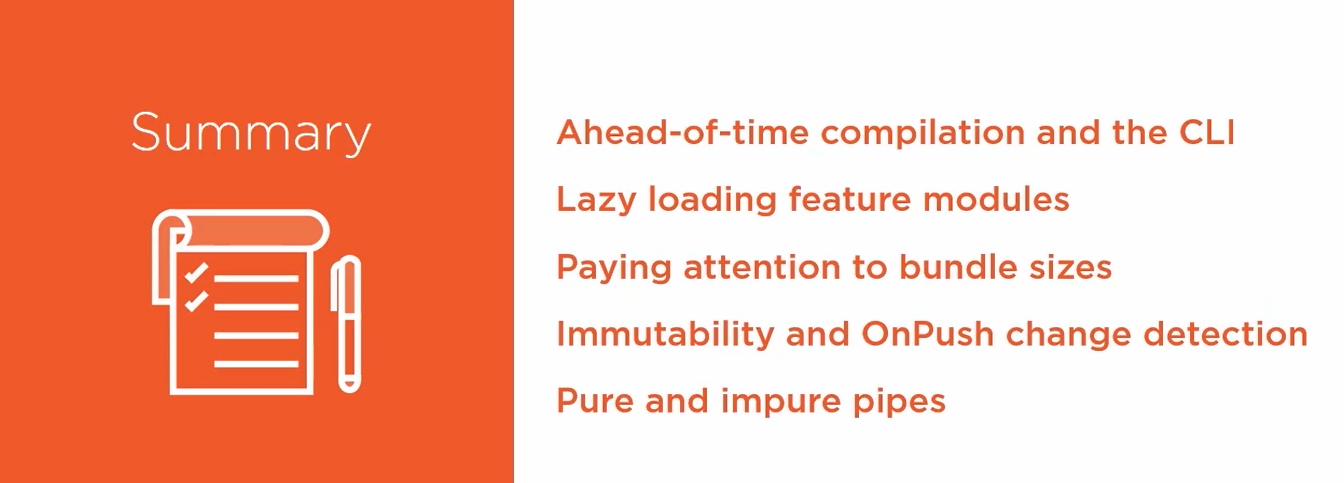 Summary
Ahead-of-time compilation and the CLI
Lazy loading feature modules
Paying attention to bundle sizes
Immutability and OnPush change detection
Pure and impure pipes